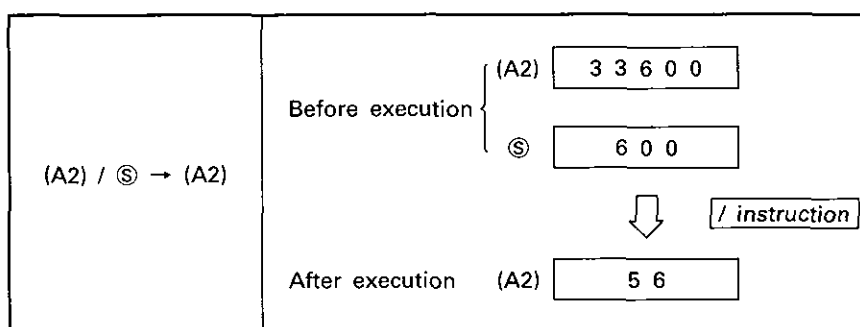 (A2) / Ⓢ → (A2)
Before execution
(A2) 3 3 6 0 0
Ⓢ 6 0 0
/ instruction
After execution (A2) 5 6